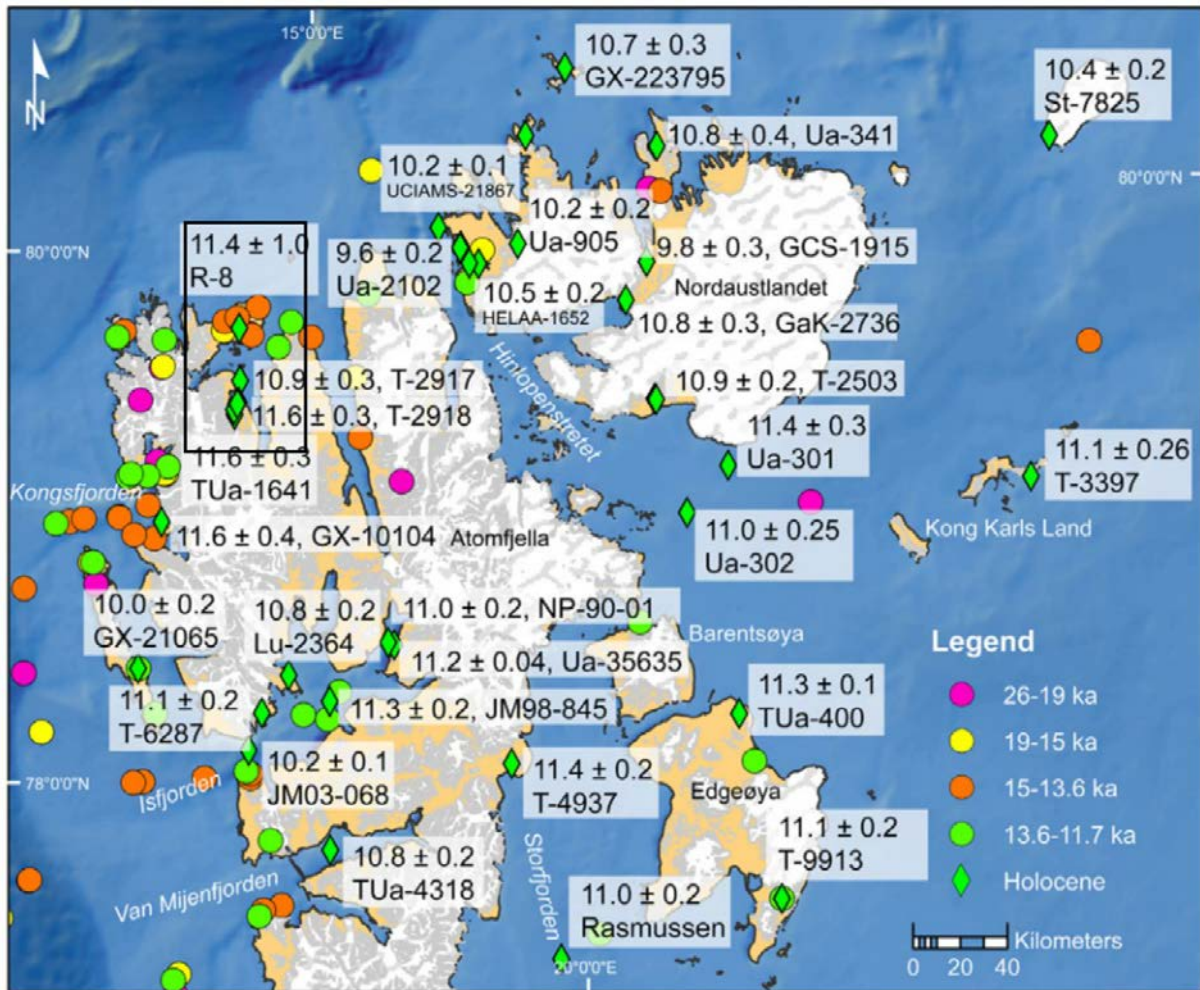 15°0'0"E
N
10.7 ± 0.3
GX-223795
10.4 ± 0.2
St-7825
10.8 ± 0.4, Ua-341
80°0'0"N
10.2 ± 0.1
UCIAMS-21867
10.2 ± 0.2
Ua-905
11.4 ± 1.0
R-8
80°0'0"N
9.6 ± 0.2
Ua-2102
9.8 ± 0.3, GCS-1915
Nordaustlandet
10.5 ± 0.2
HELAA-1652
10.8 ± 0.3, GaK-2736
Hinlopenstretet
10.9 ± 0.3, T-2917
10.9 ± 0.2, T-2503
11.6 ± 0.3, T-2918
11.4 ± 0.3
Ua-301
11.6 ± 0.3
TUa-1641
11.1 ± 0.26
T-3397
Kongsfjorden
11.6 ± 0.4, GX-10104
Atomfjella
11.0 ± 0.25
Ua-302
Kong Karls Land
10.0 ± 0.2
GX-21065
10.8 ± 0.2
Lu-2364
11.0 ± 0.2, NP-90-01
Barentsøya
11.2 ± 0.04, Ua-35635
11.1 ± 0.2
T-6287
11.3 ± 0.2, JM98-845
11.3 ± 0.1
TUa-400
78°0'0"N
Isfjorden
10.2 ± 0.1
JM03-068
11.4 ± 0.2
T-4937
Edgeøya
11.1 ± 0.2
T-9913
Van Mijenfjorden
10.8 ± 0.2
TUa-4318
Storfjorden
11.0 ± 0.2
Rasmussen
20°0'0"E
Legend
26-19 ka
19-15 ka
15-13.6 ka
13.6-11.7 ka
Holocene
Kilometers
0 20 40